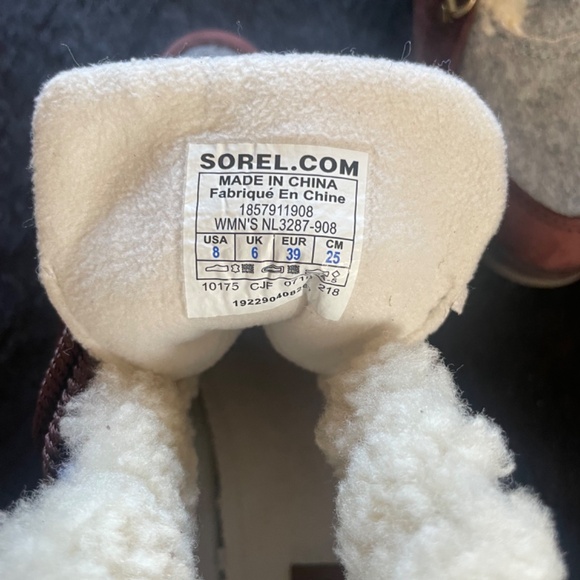 SOREL.COM
MADE IN CHINA
Fabriqué En Chine
1857911908
WMN'S NL3287-908
USA UK EUR CM
8 6 39 25
10175 CJF
218